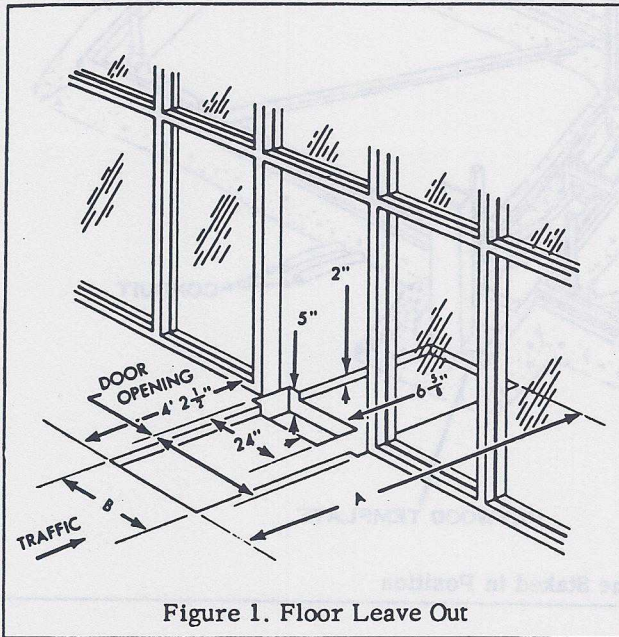 2"
5"
DOOR
OPENING
4' 2 1/2"
6 5/8"
24"
A
B
TRAFFIC
Figure 1. Floor Leave Out